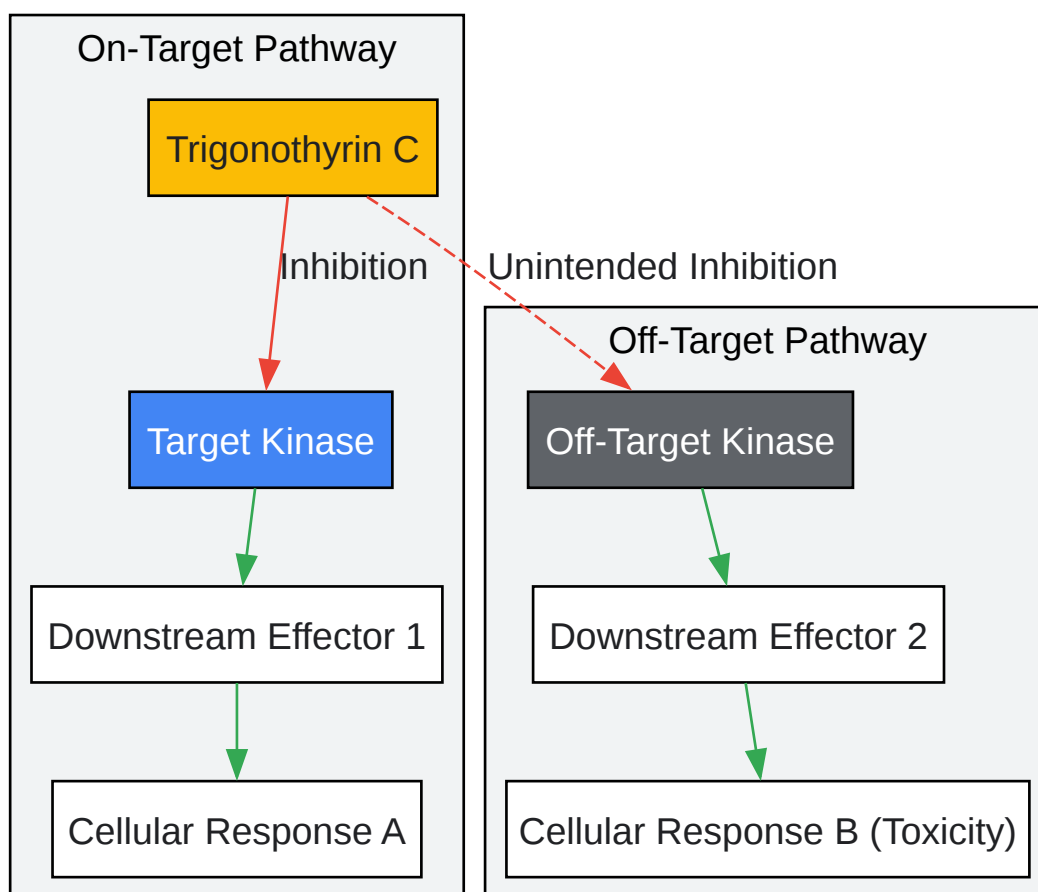 On-Target Pathway
Trigonothyrin C
Inhibition
Unintended Inhibition
Off-Target Pathway
Target Kinase
Off-Target Kinase
Downstream Effector 1
Downstream Effector 2
Cellular Response A
Cellular Response B (Toxicity)